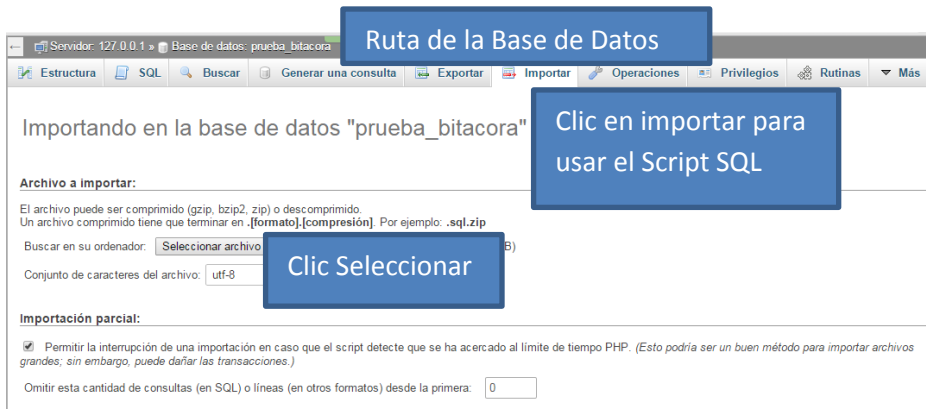 Ruta de la Base de Datos
← Servidor: 127.0.0.1 » Base de datos: prueba_bitacora
Estructura SQL Buscar Generar una consulta Exportar Importar Operaciones Privilegios Rutinas Más
Importando en la base de datos "prueba_bitacora"
Clic en importar para
usar el Script SQL
Archivo a importar:
El archivo puede ser comprimido (gzip, bzip2, zip) o descomprimido.
Un archivo comprimido tiene que terminar en .[formato].[compresión]. Por ejemplo: .sql.zip
Buscar en su ordenador: Seleccionar archivo B)
Clic Seleccionar
Conjunto de caracteres del archivo: utf-8
Importación parcial:
Permitir la interrupción de una importación en caso que el script detecte que se ha acercado al límite de tiempo PHP. (Esto podría ser un buen método para importar archivos
grandes; sin embargo, puede dañar las transacciones.)
Omitir esta cantidad de consultas (en SQL) o líneas (en otros formatos) desde la primera: 0